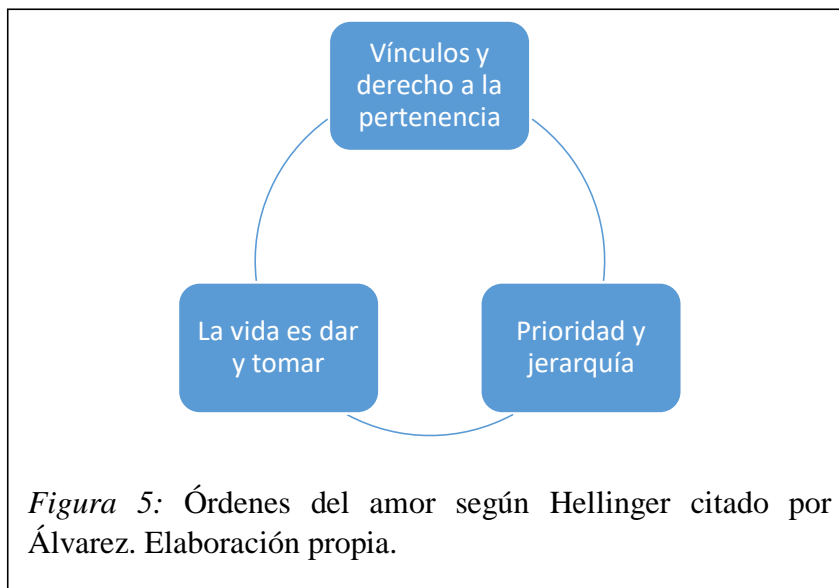 Vínculos y
derecho a la
pertenencia
La vida es dar
y tomar
Prioridad y
jerarquía
Figura 5: Órdenes del amor según Hellinger citado por
Álvarez. Elaboración propia.